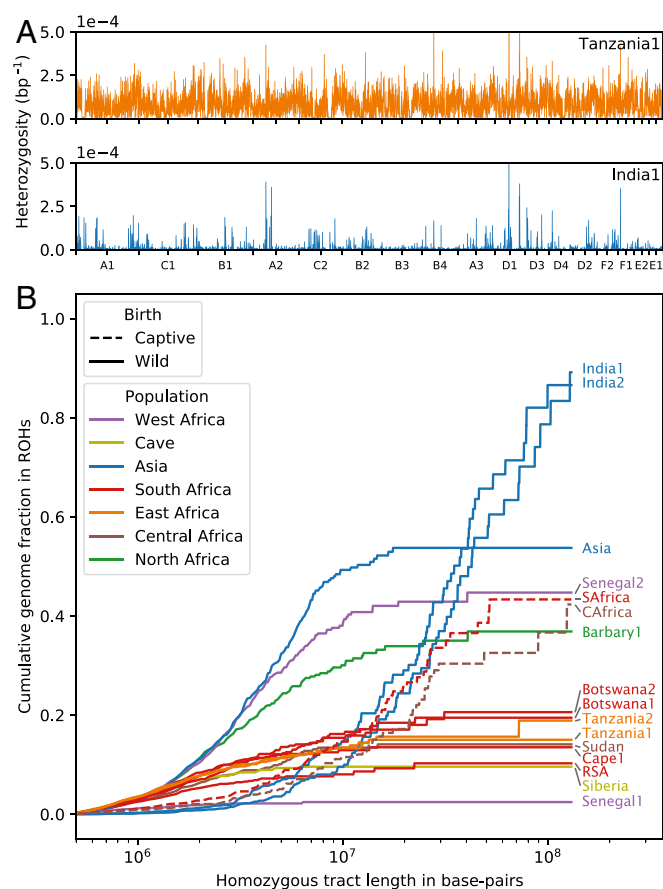 A
1e−4
Tanzania1
Heterozygosity (bp⁻¹)
5.0
2.5
0.0
1e−4
India1
5.0
2.5
0.0
A1 C1 B1 A2 C2 B2 B3 B4 A3 D1 D3 D4 D2 F2 F1 E2 E1
B
Cumulative genome fraction in ROHs
1.0
0.8
0.6
0.4
0.2
0.0
Birth
Captive
Wild
Population
West Africa
Cave
Asia
South Africa
East Africa
Central Africa
North Africa
India1
India2
Asia
Senegal2
SAfrica
CAfrica
Barbary1
Botswana2
Botswana1
Tanzania2
Tanzania1
Sudan
Cape1
RSA
Siberia
Senegal1
10⁶ 10⁷ 10⁸
Homozygous tract length in base-pairs